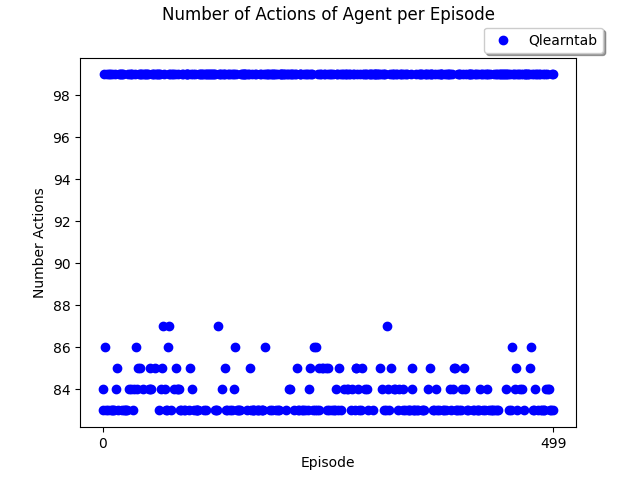 Number of Actions of Agent per Episode
Qlearntab
98
96
94
92
90
88
86
84
Number Actions
0
499
Episode